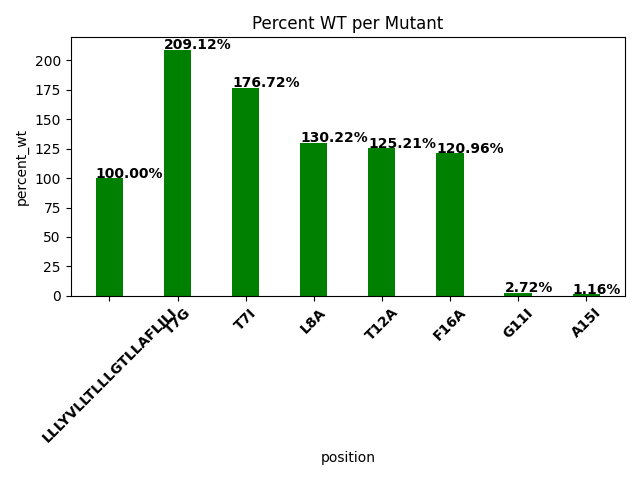 Percent WT per Mutant
percent_wt
200
175
150
125
100
75
50
25
0
100.00%
209.12%
176.72%
130.22%
125.21%
120.96%
2.72%
1.16%
T7G
T7I
L8A
T12A
F16A
G11I
A15I
position